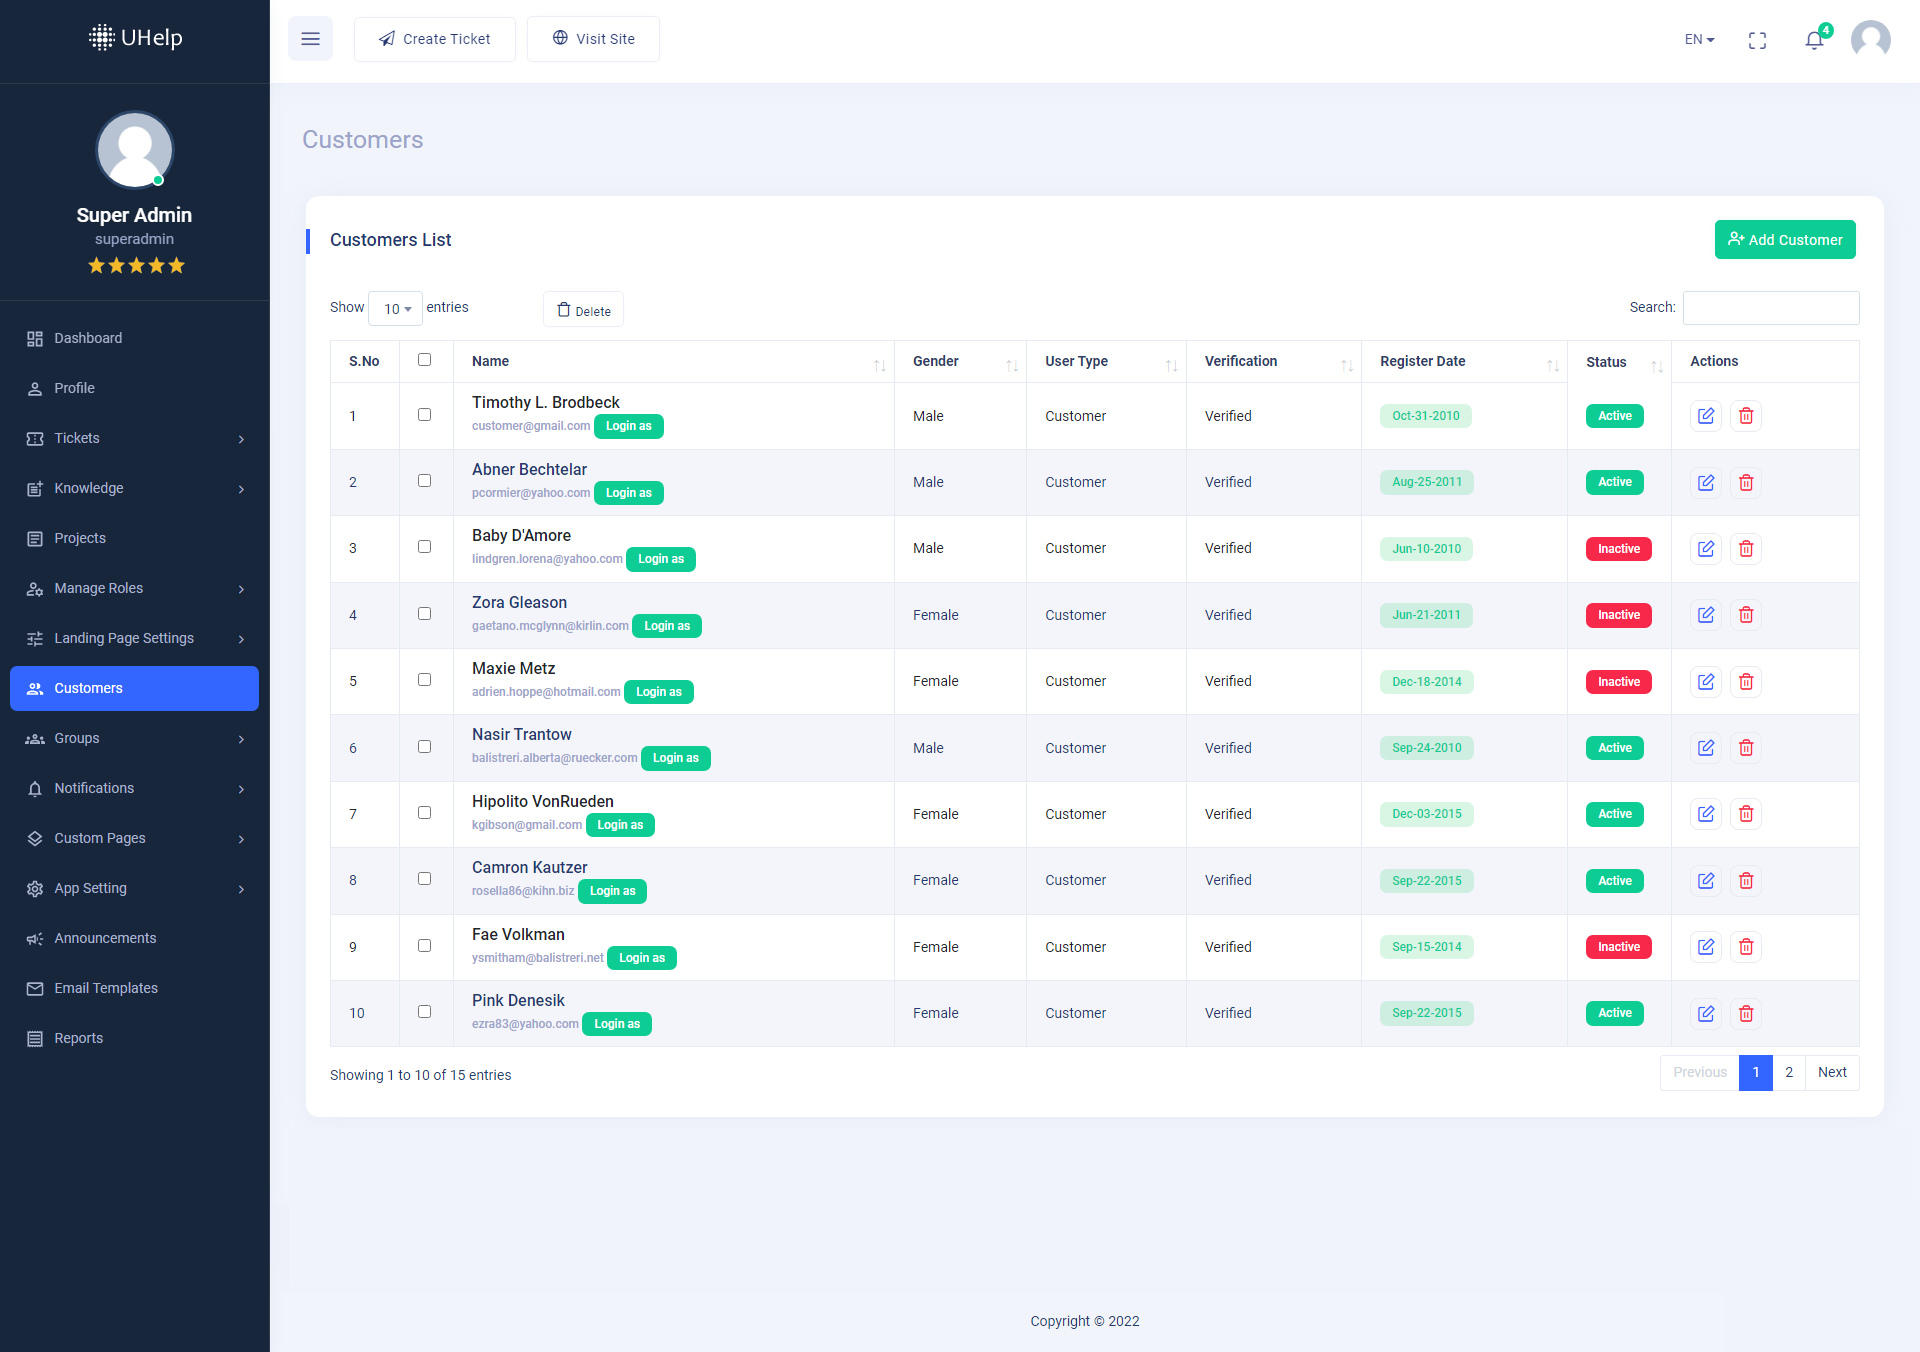 UHelp
Create Ticket
Visit Site
EN
4
Super Admin
superadmin
Dashboard
Profile
Tickets
Knowledge
Projects
Manage Roles
Landing Page Settings
Customers
Groups
Notifications
Custom Pages
App Setting
Announcements
Email Templates
Reports
Customers
Customers List
Add Customer
Show 10 entries
Delete
Search:
S.No Name Gender User Type Verification Register Date Status Actions
1 Timothy L. Brodbeck Male Customer Verified Oct-31-2010 Active
customer@gmail.com Login as
2 Abner Bechtelar Male Customer Verified Aug-25-2011 Active
pcormier@yahoo.com Login as
3 Baby D'Amore Male Customer Verified Jun-10-2010 Inactive
lindgren.lorena@yahoo.com Login as
4 Zora Gleason Female Customer Verified Jun-21-2011 Inactive
gaetano.mcglynn@kirlin.com Login as
5 Maxie Metz Female Customer Verified Dec-18-2014 Inactive
adrien.hoppe@hotmail.com Login as
6 Nasir Trantow Male Customer Verified Sep-24-2010 Active
balistreri.alberta@ruecker.com Login as
7 Hipolito VonRueden Female Customer Verified Dec-03-2015 Active
kgibson@gmail.com Login as
8 Camron Kautzer Female Customer Verified Sep-22-2015 Active
rosella86@kihn.biz Login as
9 Fae Volkman Female Customer Verified Sep-15-2014 Inactive
ysmitham@balistreri.net Login as
10 Pink Denesik Female Customer Verified Sep-22-2015 Active
ezra83@yahoo.com Login as
Showing 1 to 10 of 15 entries
Previous 1 2 Next
Copyright © 2022